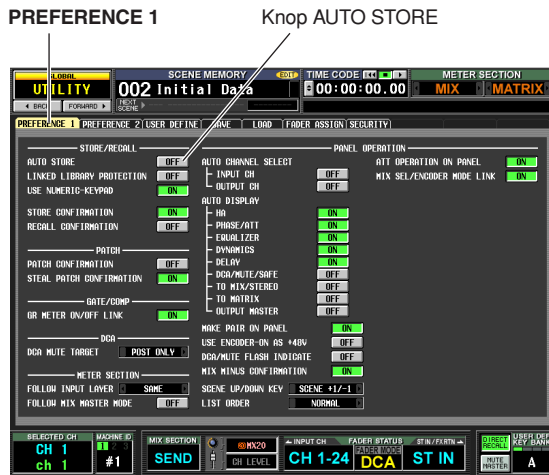 PREFERENCE 1 Knop AUTO STORE
GLOBAL SCENE MEMORY EDIT TIME CODE METER SECTION
UTILITY 002 Initial Data 00:00:00.00 MIX MATRIX
BACK FORWARD NEXT SCENE
PREFERENCE 1 PREFERENCE 2 USER DEFINE SAVE LOAD FADER ASSIGN SECURITY
STORE/RECALL
AUTO STORE OFF
LINKED LIBRARY PROTECTION OFF
USE NUMERIC-KEYPAD ON
STORE CONFIRMATION ON
RECALL CONFIRMATION OFF
PATCH
PATCH CONFIRMATION OFF
STEAL PATCH CONFIRMATION ON
GATE/COMP
GR METER ON/OFF LINK ON
DCA
DCA MUTE TARGET POST ONLY
METER SECTION
FOLLOW INPUT LAYER SAME
FOLLOW MIX MASTER MODE OFF
PANEL OPERATION
AUTO CHANNEL SELECT
INPUT CH OFF
OUTPUT CH OFF
AUTO DISPLAY
HA ON
PHASE/ATT ON
EQUALIZER ON
DYNAMICS ON
DELAY ON
DCA/MUTE/SAFE OFF
TO MIX/STEREO OFF
TO MATRIX OFF
OUTPUT MASTER OFF
MAKE PAIR ON PANEL ON
USE ENCODER-ON AS +48V OFF
DCA/MUTE FLASH INDICATE OFF
MIX MINUS CONFIRMATION ON
SCENE UP/DOWN KEY SCENE +1/-1
LIST ORDER NORMAL
ATT OPERATION ON PANEL ON
MIX SEL/ENCODER MODE LINK ON
SELECTED CH MACHINE ID MIX SECTION INPUT CH FADER STATUS ST IN/FX RTN DIRECT RECALL USER DEF KEY BANK
CH 1 1 2 3 SEND MX20 CH 1-24 FADER MODE ST IN
ch 1 #1 CH LEVEL DCA MUTE MASTER A